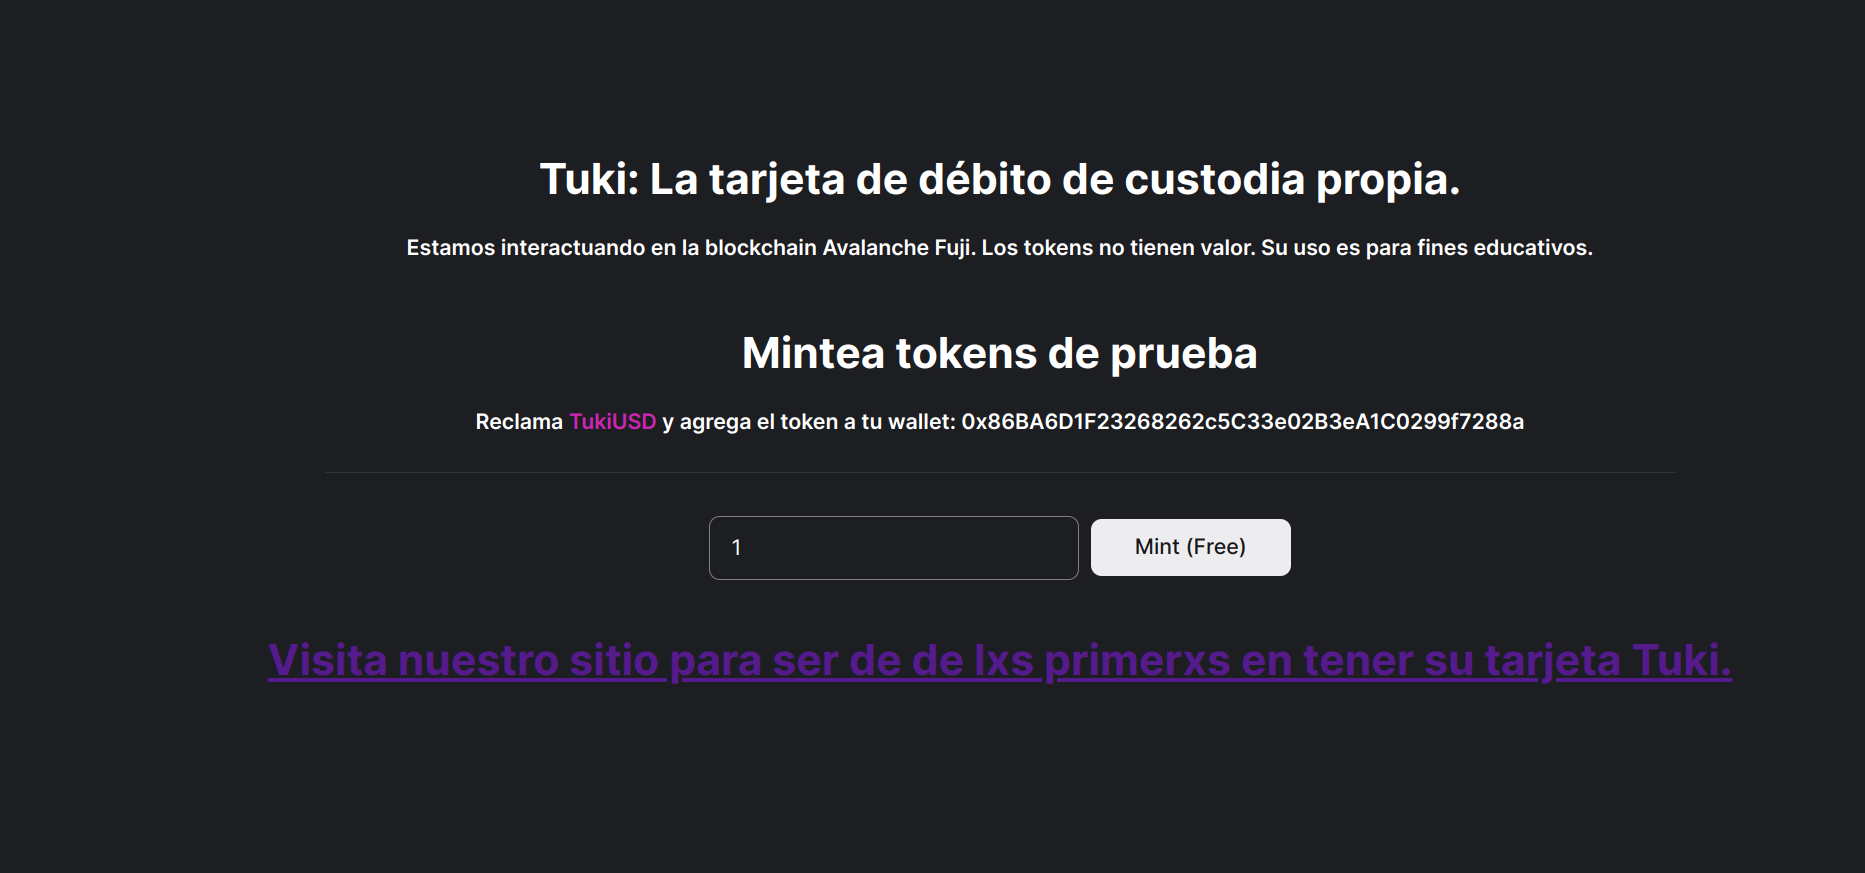 Tuki: La tarjeta de débito de custodia propia.
Estamos interactuando en la blockchain Avalanche Fuji. Los tokens no tienen valor. Su uso es para fines educativos.
Mintea tokens de prueba
Reclama TukiUSD y agrega el token a tu wallet: 0x86BA6D1F23268262c5C33e02B3eA1C0299f7288a
1 Mint (Free)
Visita nuestro sitio para ser de de lxs primerxs en tener su tarjeta Tuki.